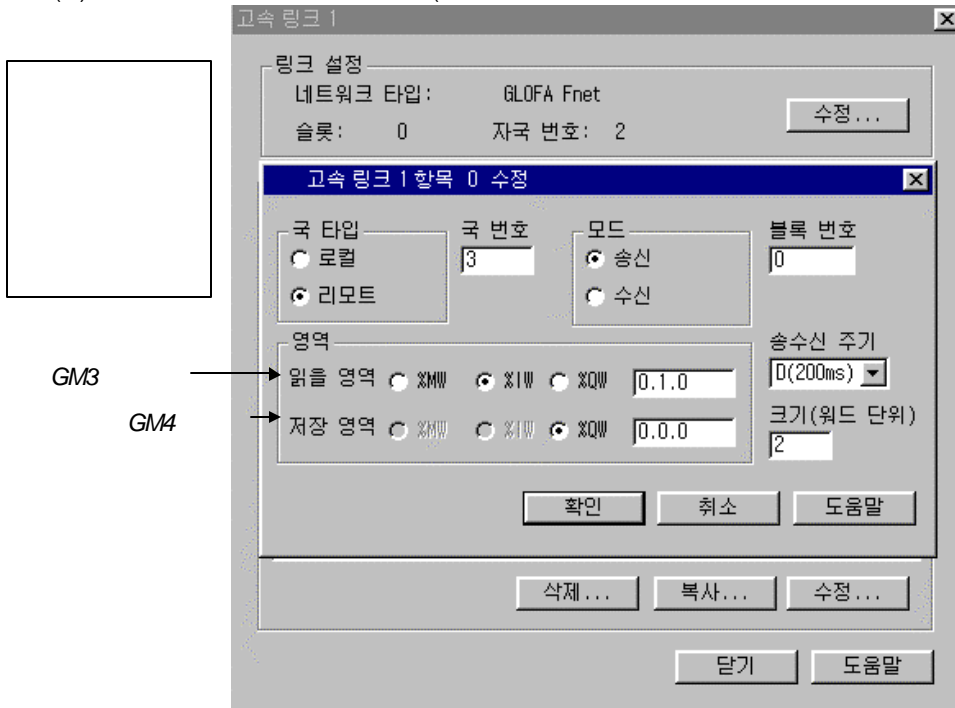 고속 링크 1
링크 설정
네트워크 타입: GLOFA Fnet
슬롯: 0 자국 번호: 2
수정...
고속 링크 1 항목 0 수정
국 타입
로컬
리모트
국 번호
3
모드
송신
수신
블록 번호
0
영역
읽을 영역 %MW %IW %QW 0.1.0
저장 영역 %MW %IW %QW 0.0.0
송수신 주기
D(200ms)
크기(워드 단위)
2
GM3
GM4
확인 취소 도움말
삭제... 복사... 수정...
닫기 도움말